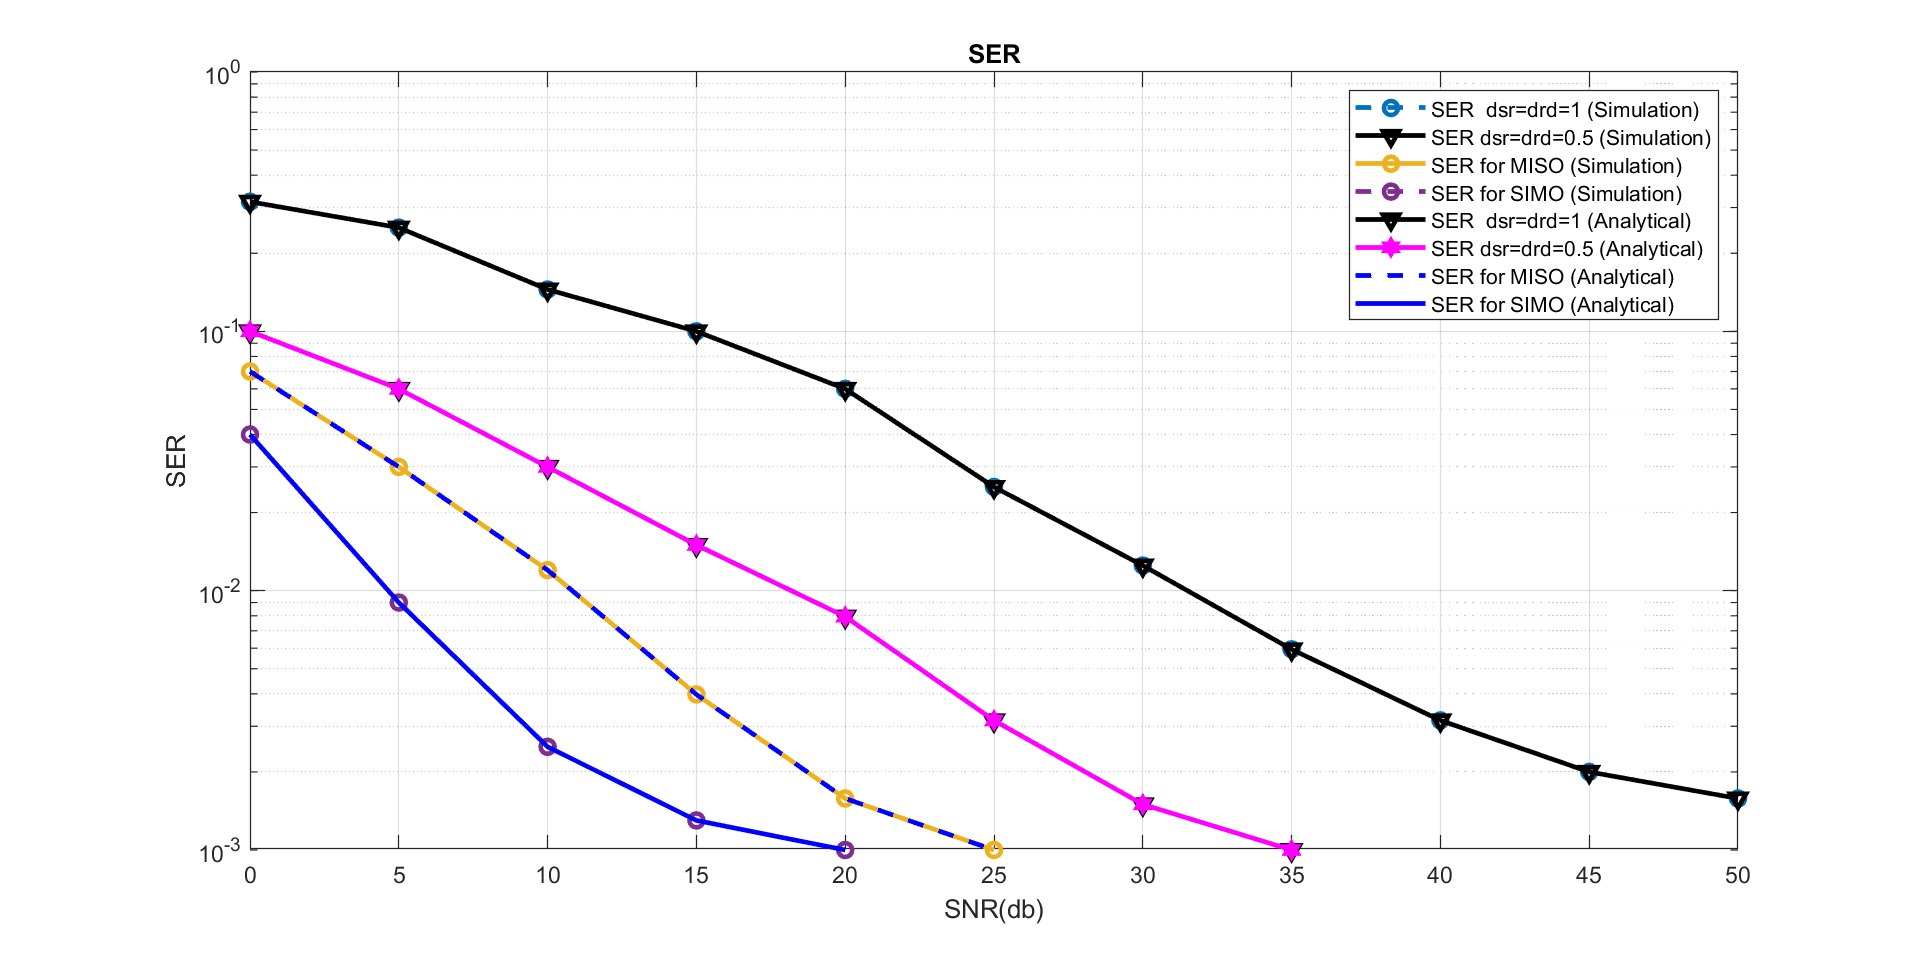 SER
10^0
10^-1
10^-2
10^-3
SER
SER  dsr=drd=1 (Simulation)
SER dsr=drd=0.5 (Simulation)
SER for MISO (Simulation)
SER for SIMO (Simulation)
SER  dsr=drd=1 (Analytical)
SER dsr=drd=0.5 (Analytical)
SER for MISO (Analytical)
SER for SIMO (Analytical)
0 5 10 15 20 25 30 35 40 45 50
SNR(db)